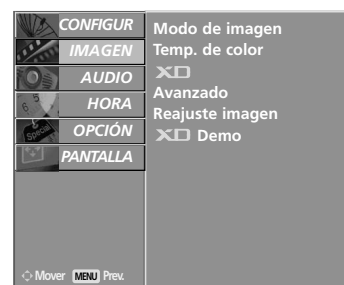 CONFIGUR
IMAGEN
AUDIO
HORA
OPCIÓN
PANTALLA
Modo de imagen
Temp. de color
XD
Avanzado
Reajuste imagen
XD Demo
Mover MENU Prev.
Special